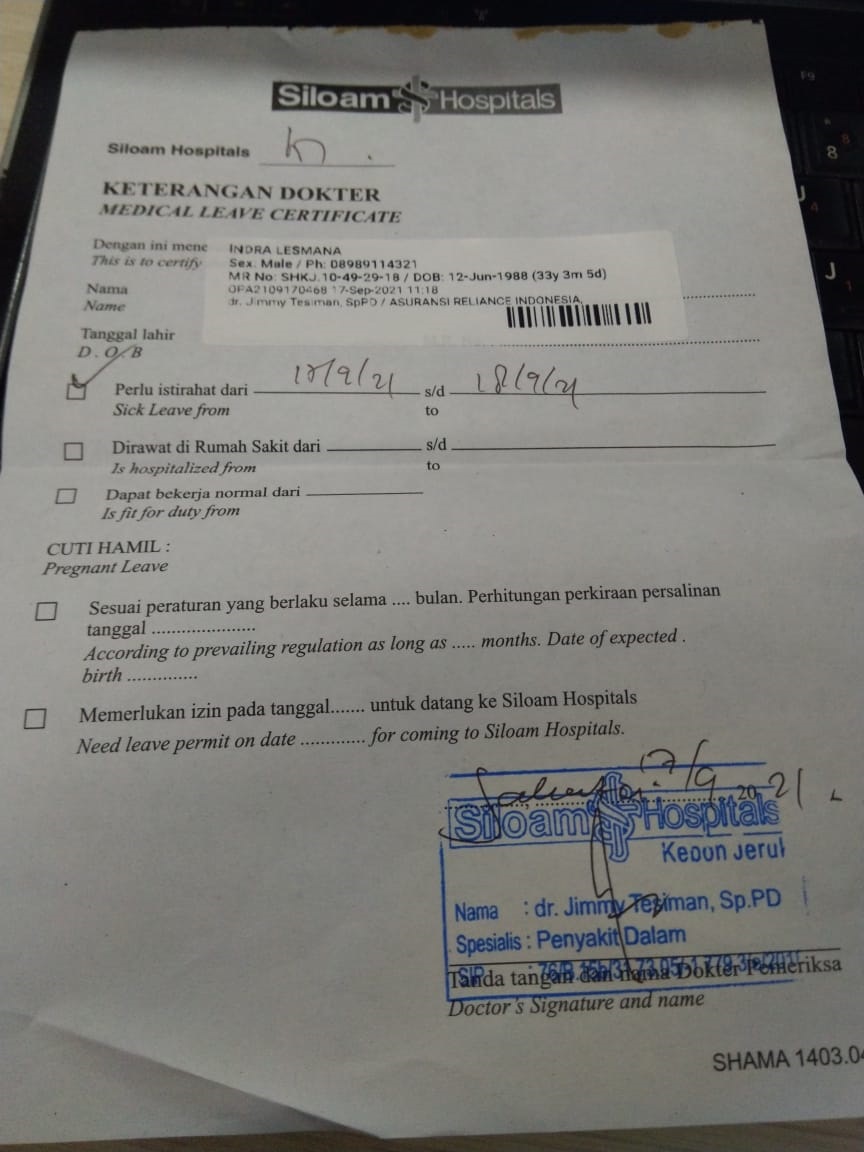 Siloam Hospitals
Siloam Hospitals
KETERANGAN DOKTER
MEDICAL LEAVE CERTIFICATE
Dengan ini mene
This is to certify
INDRA LESMANA
Sex: Male / Ph: 08989114321
MR No: SHKJ.10-49-29-18 / DOB: 12-Jun-1988 (33y 3m 5d)
OPA2109170468 17-Sep-2021 11:18
dr. Jimmy Tesiman, SpPD / ASURANSI RELIANCE INDONESIA,
Nama
Name
Tanggal lahir
D.O.B
Perlu istirahat dari /9/21 s/d 18/9/21
Sick Leave from to
Dirawat di Rumah Sakit dari s/d
Is hospitalized from to
Dapat bekerja normal dari
Is fit for duty from
CUTI HAMIL :
Pregnant Leave
Sesuai peraturan yang berlaku selama .... bulan. Perhitungan perkiraan persalinan
tanggal .....................
According to prevailing regulation as long as ..... months. Date of expected .
birth ..............
Memerlukan izin pada tanggal....... untuk datang ke Siloam Hospitals
Need leave permit on date ............. for coming to Siloam Hospitals.
17/9 2021
Siloam Hospitals
Kebon Jeruk
Nama : dr. Jimmy Tesiman, Sp.PD
Spesialis : Penyakit Dalam
SIP
Tanda tangan dan nama Dokter Pemeriksa
Doctor's Signature and name
SHAMA 1403.04
F9
8
8
U
4
J
1